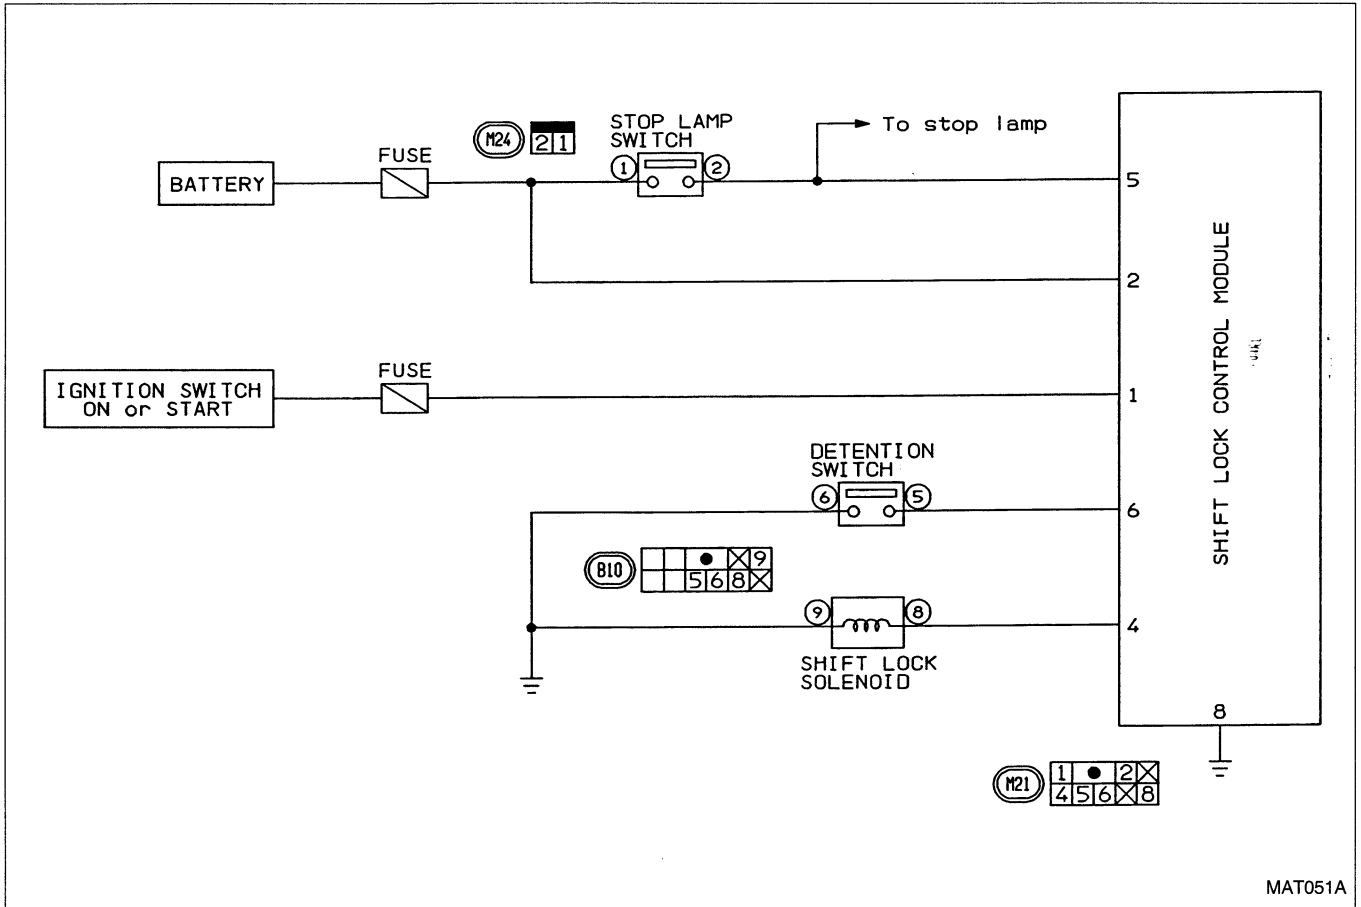 STOP LAMP
SWITCH
To stop lamp
M24
2 1
FUSE
1
2
BATTERY
5
2
SHIFT LOCK CONTROL MODULE
FUSE
IGNITION SWITCH
ON or START
1
DETENTION
SWITCH
6
5
6
B10
9
5 6 8
9
8
4
SHIFT LOCK
SOLENOID
8
M21
1 2
4 5 6 8
MAT051A